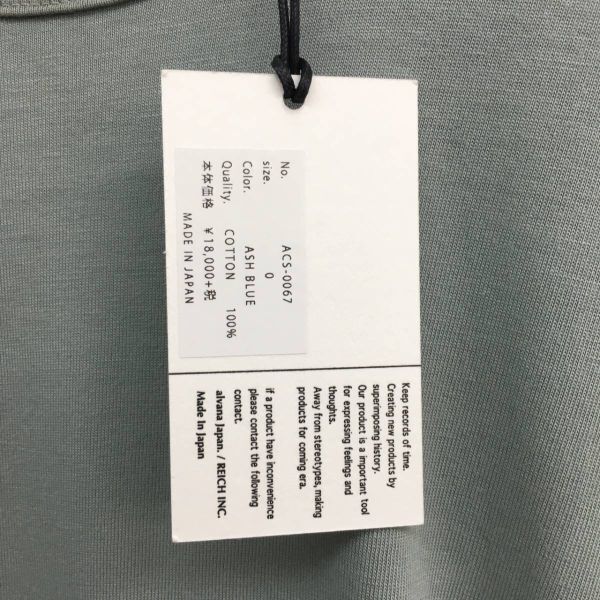 No. ACS-0067
size. 0
Color. ASH BLUE
Quality. COTTON 100%
本体価格 ¥18,000+税
MADE IN JAPAN
Keep records of time.
Creating new products by
superimposing history.
Our product is a important tool
for expressing feelings and
thoughts.
Away from stereotypes, making
products for coming era.
if a product have inconvenience
please contact the following
contact.
alvana Japan. / REICH INC.
Made In Japan